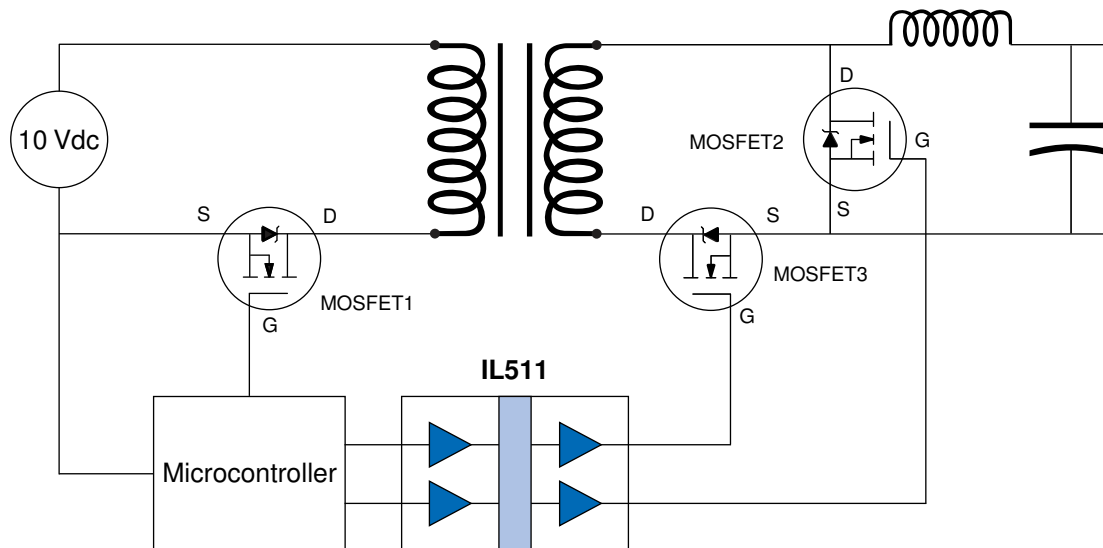 10 Vdc
D
MOSFET2
G
S
S
D
MOSFET1
G
D
S
MOSFET3
G
IL511
Microcontroller